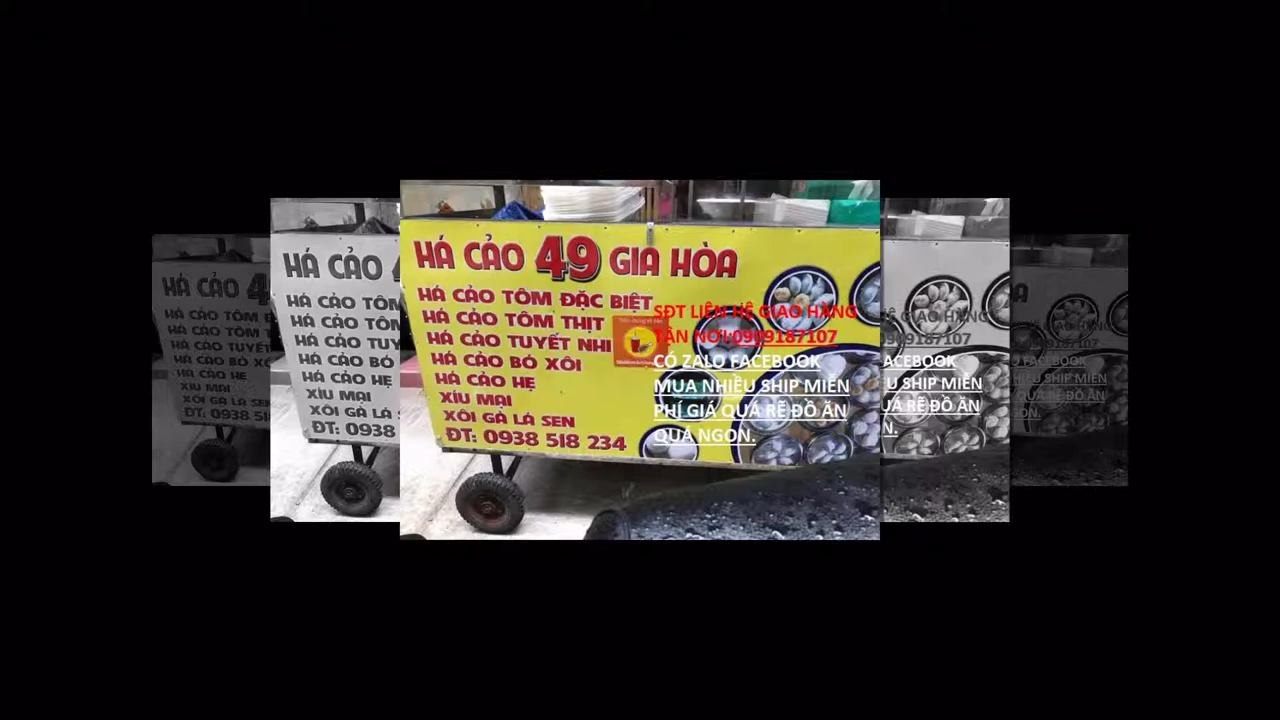 HÁ CẢO 49 GIA HÒA
HÁ CẢO TÔM ĐẶC BIỆT
HÁ CẢO TÔM THỊT
HÁ CẢO TUYẾT NHI
HÁ CẢO BÓ XÔI
HÁ CẢO HẸ
XÍU MẠI
XÔI GÀ LÁ SEN
ĐT: 0938 518 234
SĐT LIÊN HỆ GIAO HÀNG
TẬN NƠI:0909187107
CÓ ZALO FACEBOOK
MUA NHIỀU SHIP MIỄN
PHÍ GIÁ QUÁ RẼ ĐỒ ĂN
QUÁ NGON.